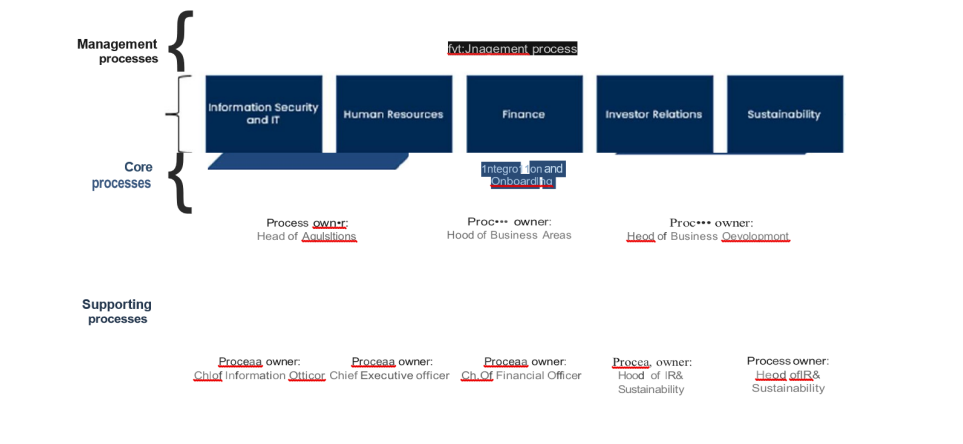 Management
processes
fvt:Jnagement process
Information Security
and IT
Human Resources
Finance
Investor Relations
Sustainability
Core
processes
1ntegro11on and
Onboardlng
Process own•r:
Head of Aqulsltions
Proc••• owner:
Hood of Business Areas
Proc••• owner:
Heod of Business Oevolopmont
Supporting
processes
Proceaa owner:
Chlof Information Otticor
Proceaa owner:
Chief Executive officer
Proceaa owner:
Ch.Of Financial Officer
Procea, owner:
Hood of IR&
Sustainability
Process owner:
Heod ofIR&
Sustainability